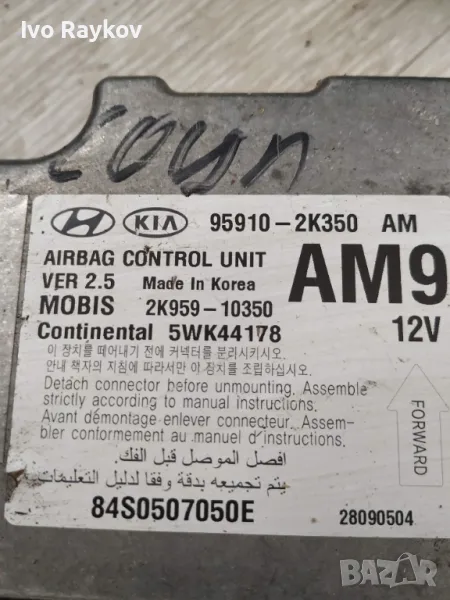 Ivo Raykov
соул
KIA 95910-2K350 AM
AIRBAG CONTROL UNIT
AM9
VER 2.5 Made In Korea
MOBIS 2K959-10350
Continental 5WK44178
12V
이 장치를 떼어내기 전에 커넥터를 분리시키시오.
안내 책자의 지침에 따라서만 이 장치를 조립하십시오.
Detach connector before unmounting. Assemble
strictly according to manual instructions.
Avant démontage enlever connecteur. Assem-
bler conformement au manuel d'instructions.
افصل الموصل قبل الفك.
يتم تجميعه بدقة وفقا لدليل التعليمات.
FORWARD
84S0507050E
28090504
BAZAR